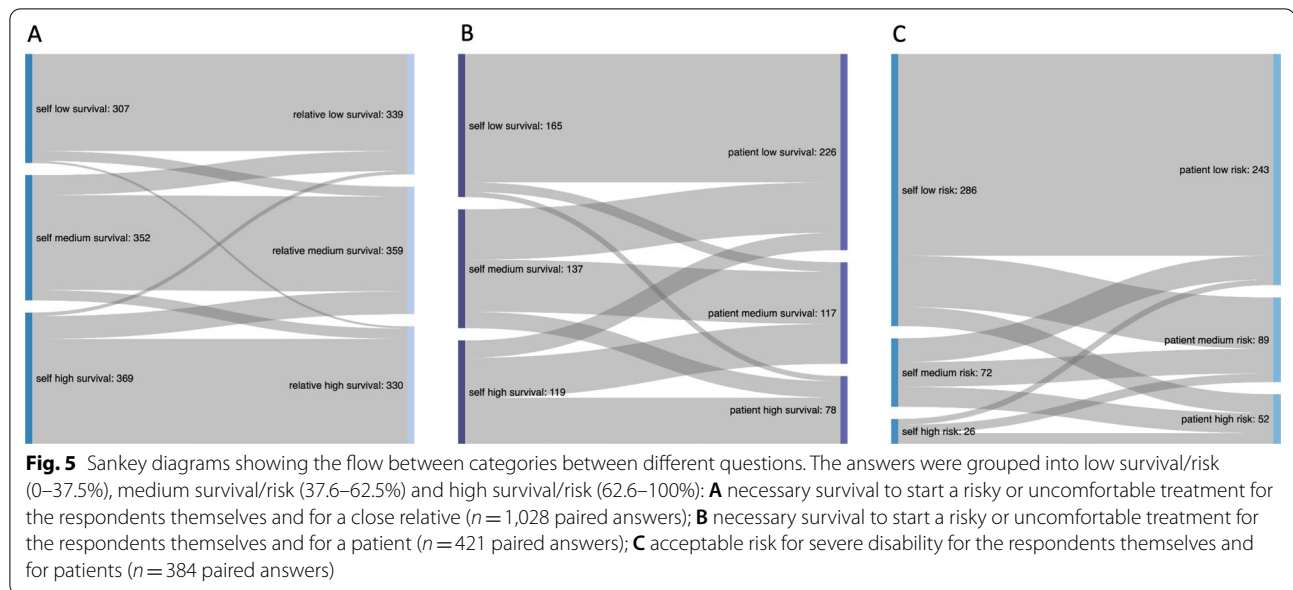 A
self low survival: 307
relative low survival: 339
self medium survival: 352
relative medium survival: 359
self high survival: 369
relative high survival: 330
B
self low survival: 165
patient low survival: 226
self medium survival: 137
patient medium survival: 117
self high survival: 119
patient high survival: 78
C
self low risk: 286
patient low risk: 243
self medium risk: 72
patient medium risk: 89
self high risk: 26
patient high risk: 52
Fig. 5 Sankey diagrams showing the flow between categories between different questions. The answers were grouped into low survival/risk
(0–37.5%), medium survival/risk (37.6–62.5%) and high survival/risk (62.6–100%): A necessary survival to start a risky or uncomfortable treatment for
the respondents themselves and for a close relative (n = 1,028 paired answers); B necessary survival to start a risky or uncomfortable treatment for
the respondents themselves and for a patient (n = 421 paired answers); C acceptable risk for severe disability for the respondents themselves and
for patients (n = 384 paired answers)